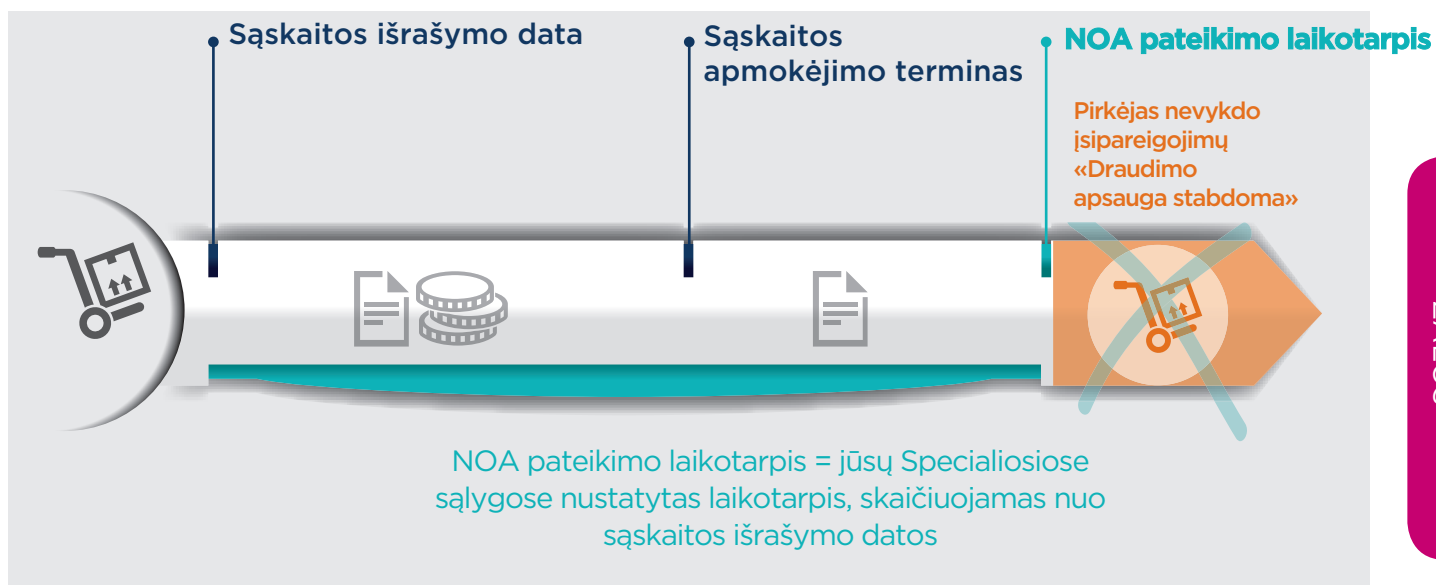 Sąskaitos išrašymo data
Sąskaitos
apmokėjimo terminas
NOA pateikimo laikotarpis
Pirkėjas nevykdo
įsipareigojimų
«Draudimo
apsauga stabdoma»
NOA pateikimo laikotarpis = jūsų Specialiosiose
sąlygose nustatytas laikotarpis, skaičiuojamas nuo
sąskaitos išrašymo datos